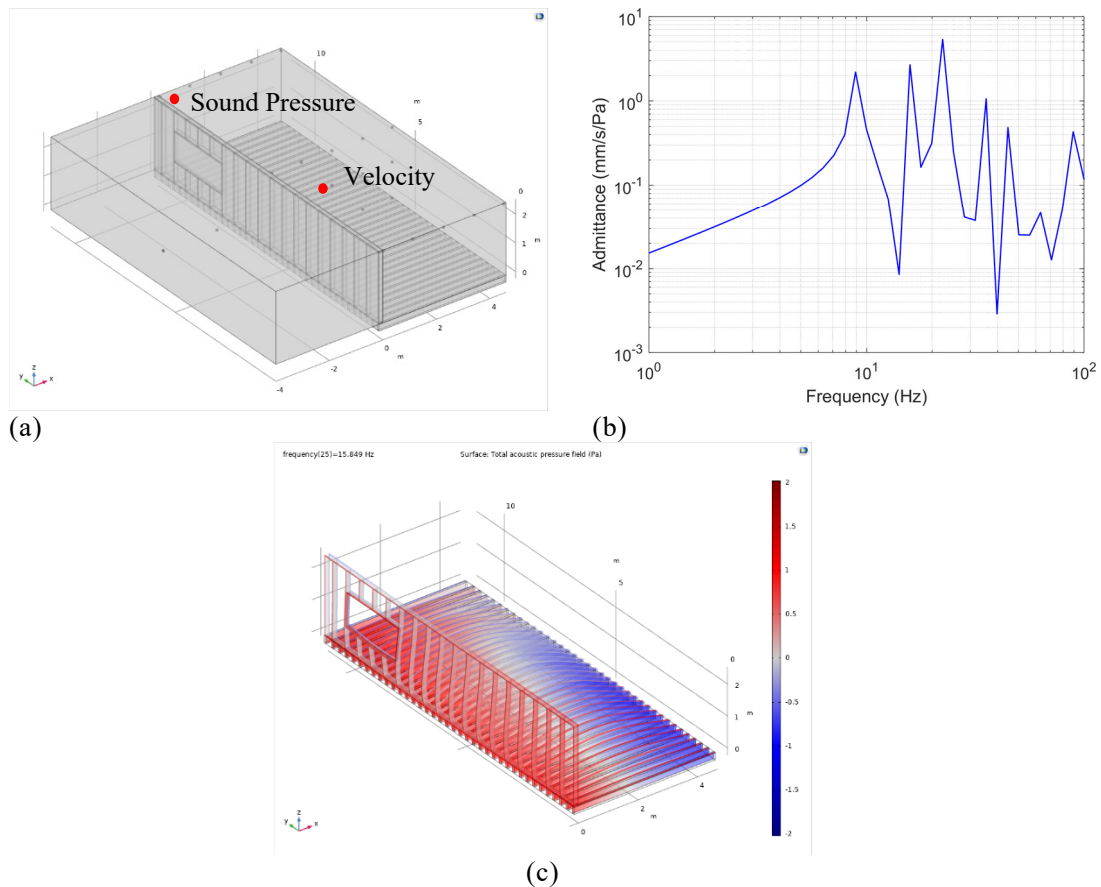 10
m
Sound Pressure
5
Velocity
0
2
m
1
0
4
2
0
m
-2
-4
z
y
x
(a)
10¹
10⁰
10⁻¹
10⁻²
10⁻³
Admittance (mm/s/Pa)
10⁰
10¹
10²
Frequency (Hz)
(b)
frequency(25)=15.849 Hz
Surface: Total acoustic pressure field (Pa)
10
m
5
0
2
1
m
0
4
2
m
0
z
y
x
2
1.5
1
0.5
0
-0.5
-1
-1.5
-2
(c)